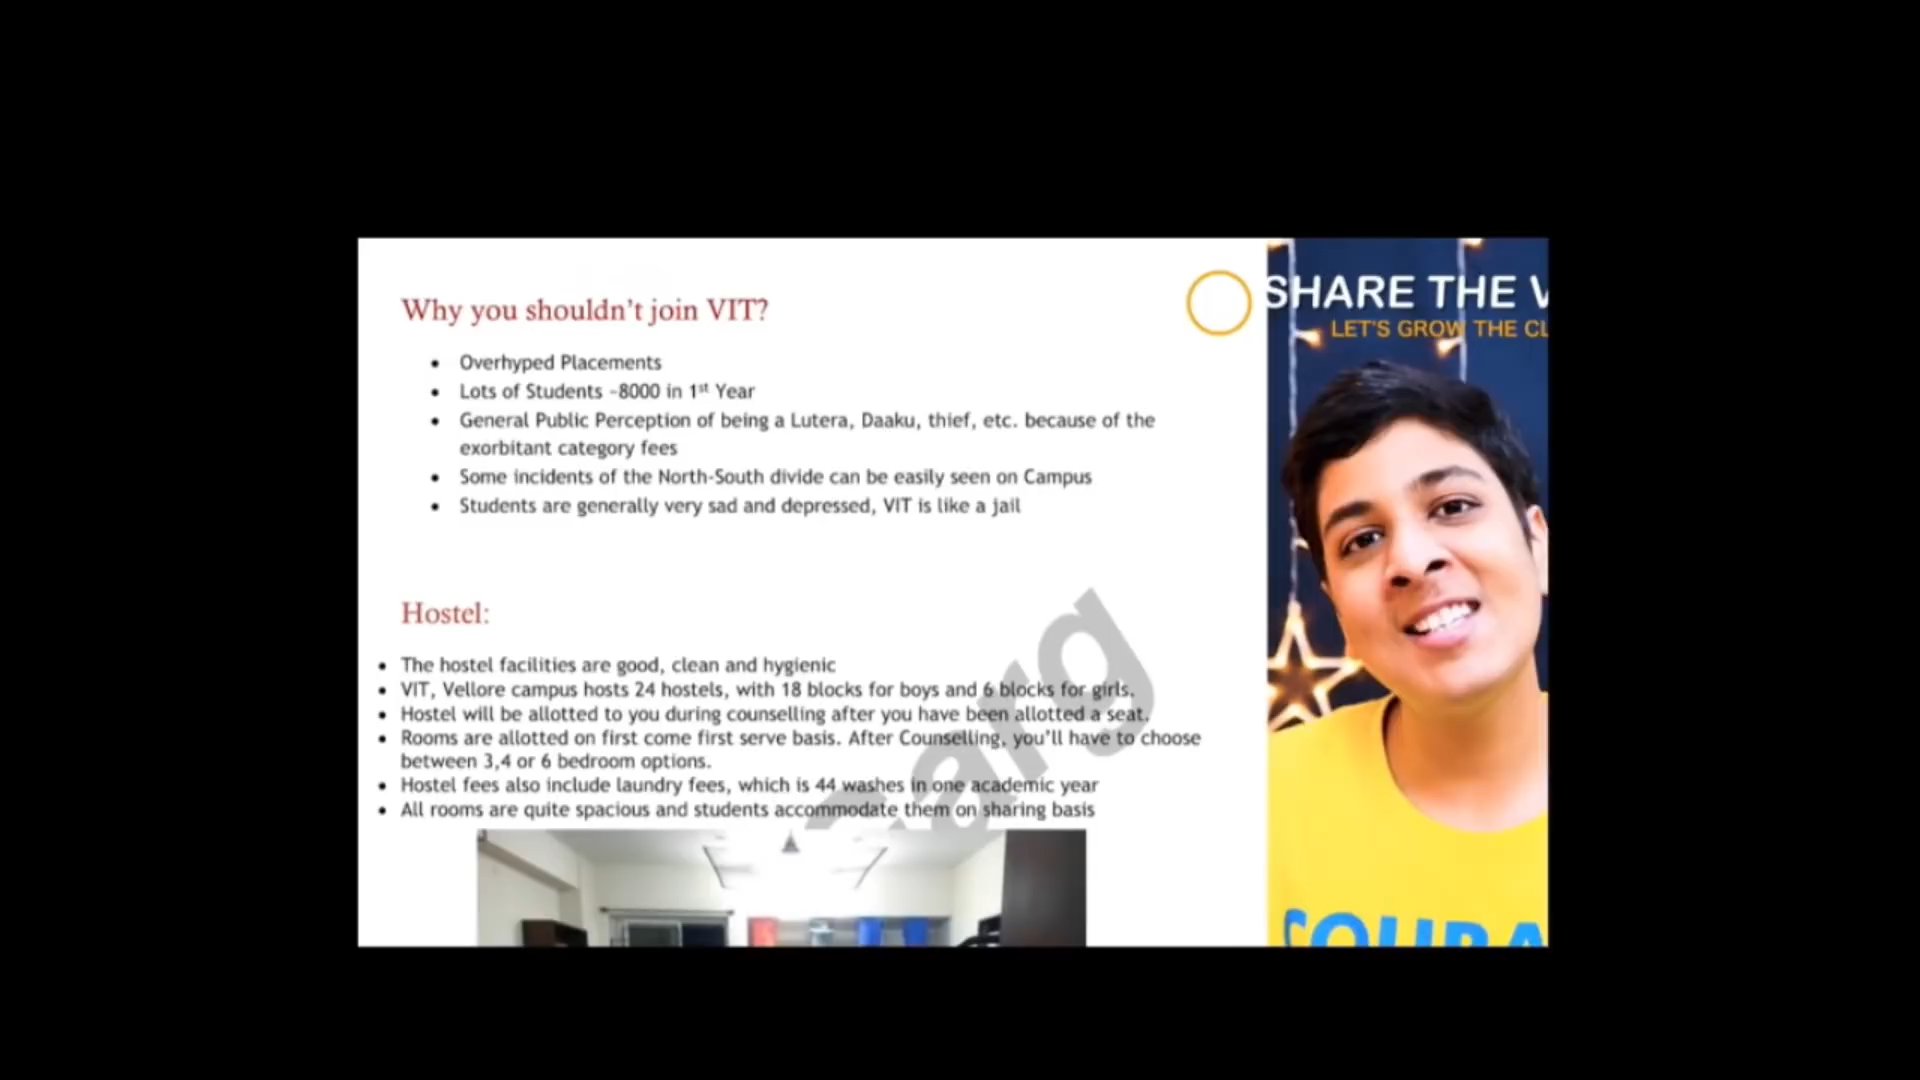 Why you shouldn't join VIT?
• Overhyped Placements
• Lots of Students ~8000 in 1st Year
• General Public Perception of being a Lutera, Daaku, thief, etc. because of the
exorbitant category fees
• Some incidents of the North-South divide can be easily seen on Campus
• Students are generally very sad and depressed, VIT is like a jail
Hostel:
• The hostel facilities are good, clean and hygienic
• VIT, Vellore campus hosts 24 hostels, with 18 blocks for boys and 6 blocks for girls.
• Hostel will be allotted to you during counselling after you have been allotted a seat.
• Rooms are allotted on first come first serve basis. After Counselling, you'll have to choose
between 3,4 or 6 bedroom options.
• Hostel fees also include laundry fees, which is 44 washes in one academic year
• All rooms are quite spacious and students accommodate them on sharing basis
Garg
SHARE THE
LET'S GROW THE